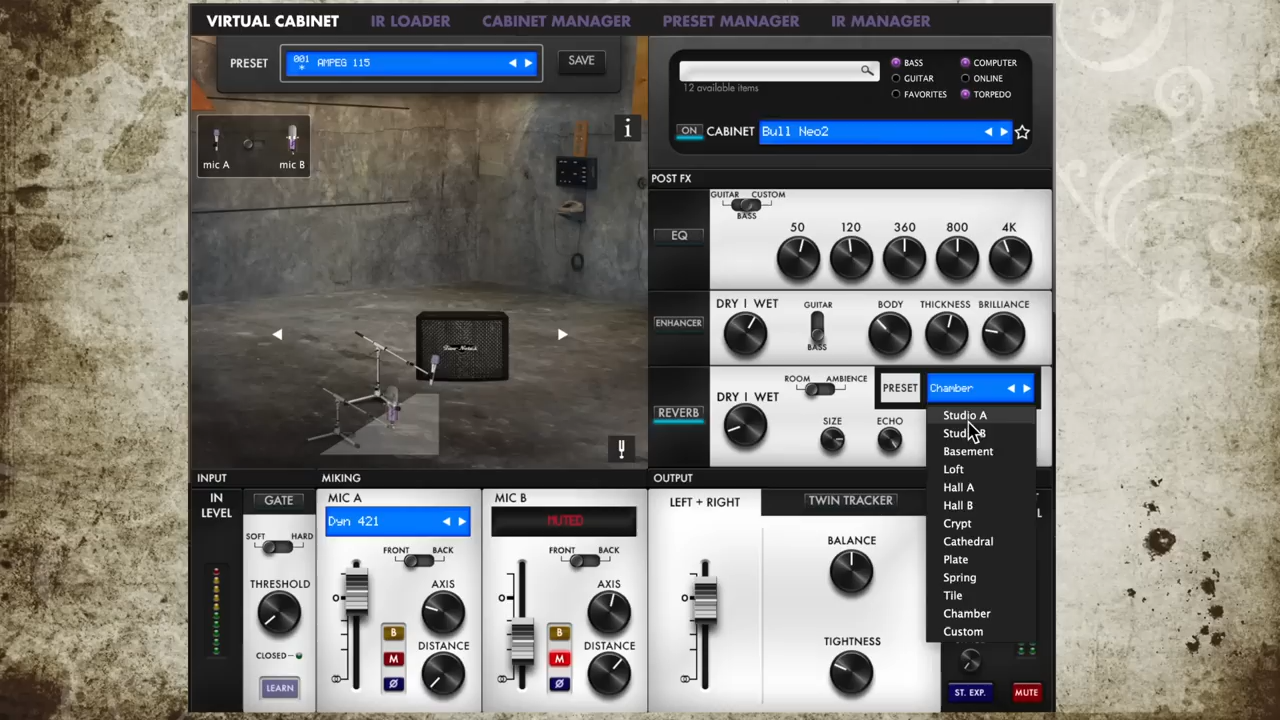 VIRTUAL CABINET
IR LOADER
CABINET MANAGER
PRESET MANAGER
IR MANAGER
PRESET
001
*
AMPEG 115
SAVE
mic A
mic B
i
12 available items
BASS
GUITAR
FAVORITES
COMPUTER
ONLINE
TORPEDO
ON
CABINET
Bull Neo2
POST FX
EQ
GUITAR
CUSTOM
BASS
50
120
360
800
4K
ENHANCER
DRY | WET
GUITAR
BASS
BODY
THICKNESS
BRILLIANCE
REVERB
DRY | WET
ROOM
AMBIENCE
SIZE
ECHO
PRESET
Chamber
Studio A
Studio B
Basement
Loft
Hall A
Hall B
Crypt
Cathedral
Plate
Spring
Tile
Chamber
Custom
INPUT
MIKING
OUTPUT
IN
LEVEL
GATE
SOFT
HARD
THRESHOLD
CLOSED
LEARN
MIC A
Dyn 421
FRONT
BACK
AXIS
DISTANCE
B
M
Ø
MIC B
MUTED
FRONT
BACK
AXIS
DISTANCE
B
M
Ø
LEFT + RIGHT
TWIN TRACKER
BALANCE
TIGHTNESS
ST. EXP.
MUTE